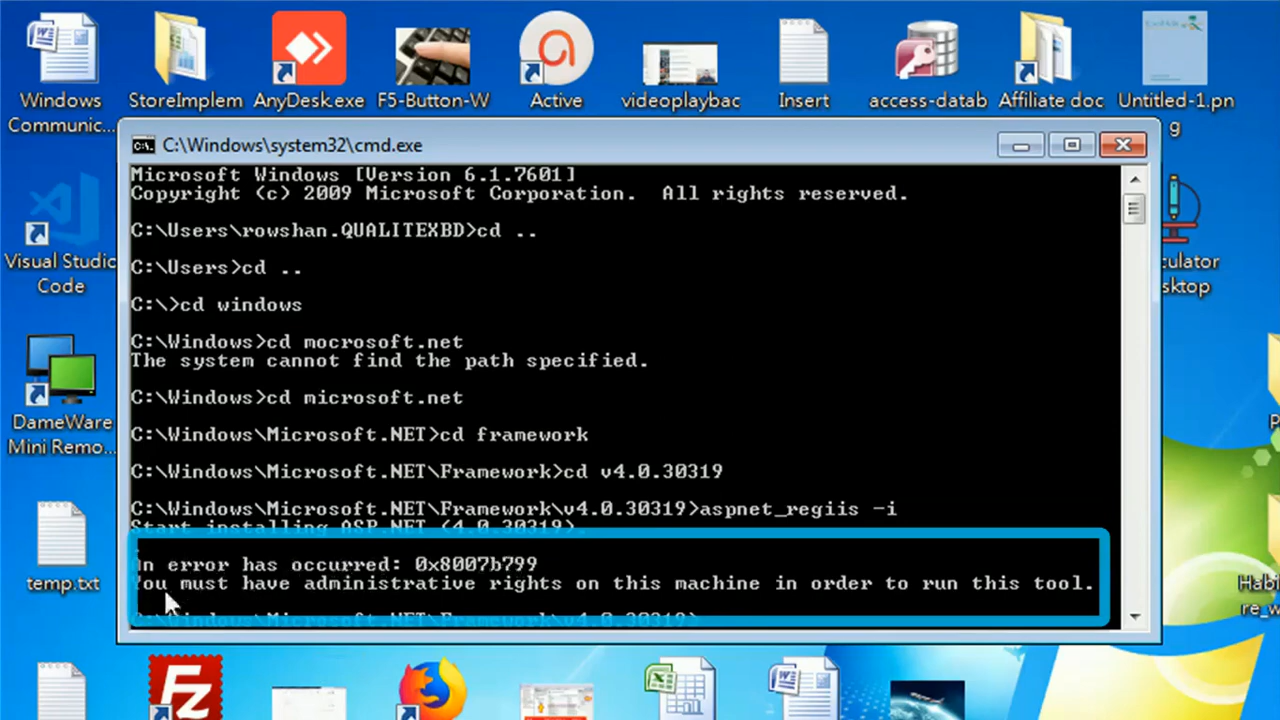 Windows
Communic...
StoreImplem
AnyDesk.exe
F5-Button-W
Active
videoplaybac
Insert
access-datab
Affiliate doc
Untitled-1.pn
g
C:\Windows\system32\cmd.exe
Microsoft Windows [Version 6.1.7601]
Copyright (c) 2009 Microsoft Corporation.  All rights reserved.
C:\Users\rowshan.QUALITEXBD>cd ..
C:\Users>cd ..
C:\>cd windows
C:\Windows>cd mocrosoft.net
The system cannot find the path specified.
C:\Windows>cd microsoft.net
C:\Windows\Microsoft.NET>cd framework
C:\Windows\Microsoft.NET\Framework>cd v4.0.30319
C:\Windows\Microsoft.NET\Framework\v4.0.30319>aspnet_regiis -i
Start installing ASP.NET (4.0.30319).
An error has occurred: 0x8007b799
You must have administrative rights on this machine in order to run this tool.
C:\Windows\Microsoft.NET\Framework\v4.0.30319>
Visual Studio
Code
culator
sktop
DameWare
Mini Remo...
temp.txt
Habi
re_w